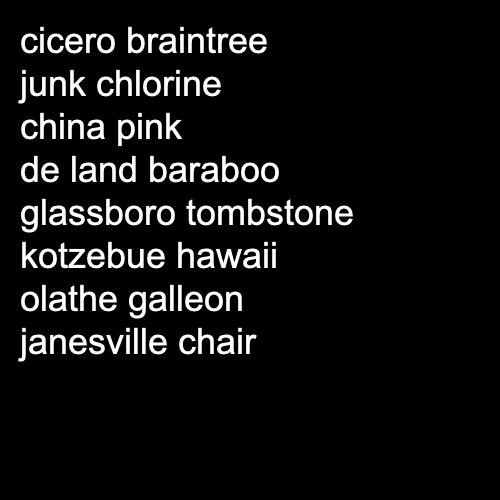 cicero braintree
junk chlorine
china pink
de land baraboo
glassboro tombstone
kotzebue hawaii
olathe galleon
janesville chair